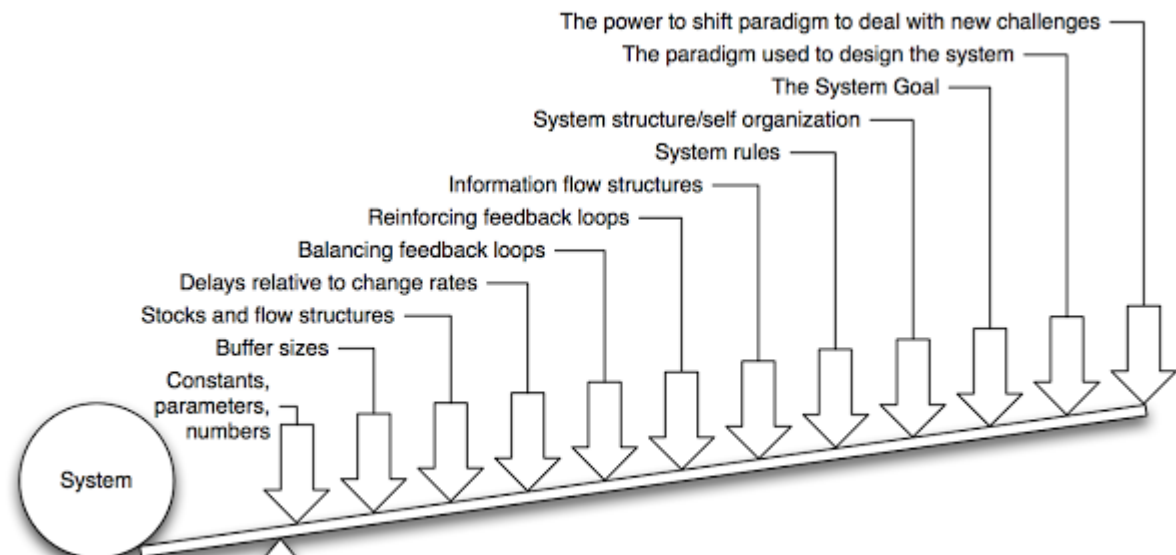 The power to shift paradigm to deal with new challenges
The paradigm used to design the system
The System Goal
System structure/self organization
System rules
Information flow structures
Reinforcing feedback loops
Balancing feedback loops
Delays relative to change rates
Stocks and flow structures
Buffer sizes
Constants,
parameters,
numbers
System